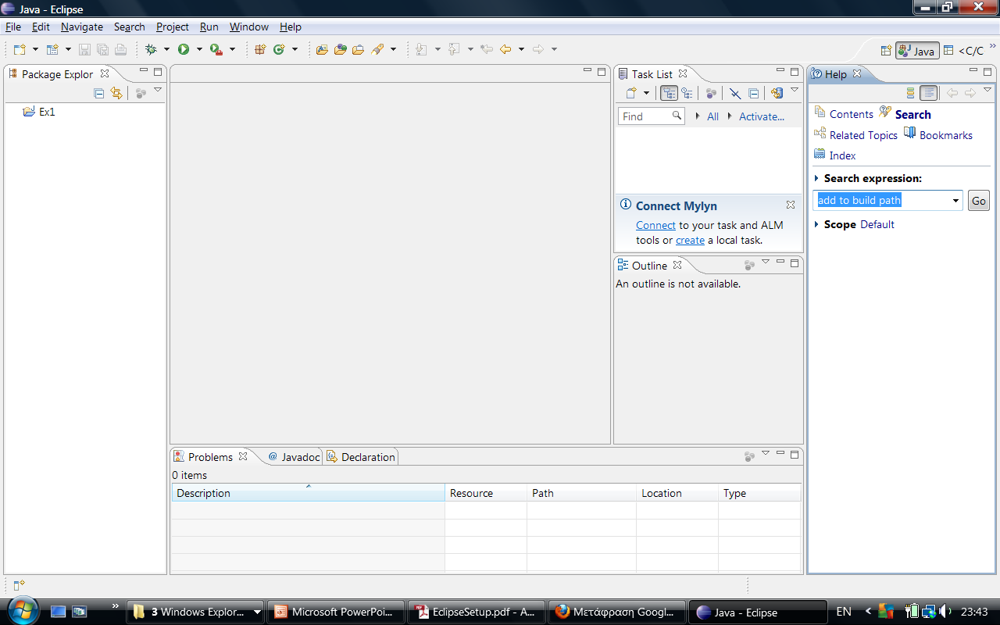 Java - Eclipse
File Edit Navigate Search Project Run Window Help
Java <C/C »
Package Explor
Ex1
Task List
Find All Activate...
Connect Mylyn
Connect to your task and ALM
tools or create a local task.
Outline
An outline is not available.
Help
Contents Search
Related Topics Bookmarks
Index
Search expression:
add to build path Go
Scope Default
Problems @ Javadoc Declaration
0 items
Description Resource Path Location Type
» 3 Windows Explor... Microsoft PowerPoi... EclipseSetup.pdf - A... Μετάφραση Googl... Java - Eclipse EN < 23:43